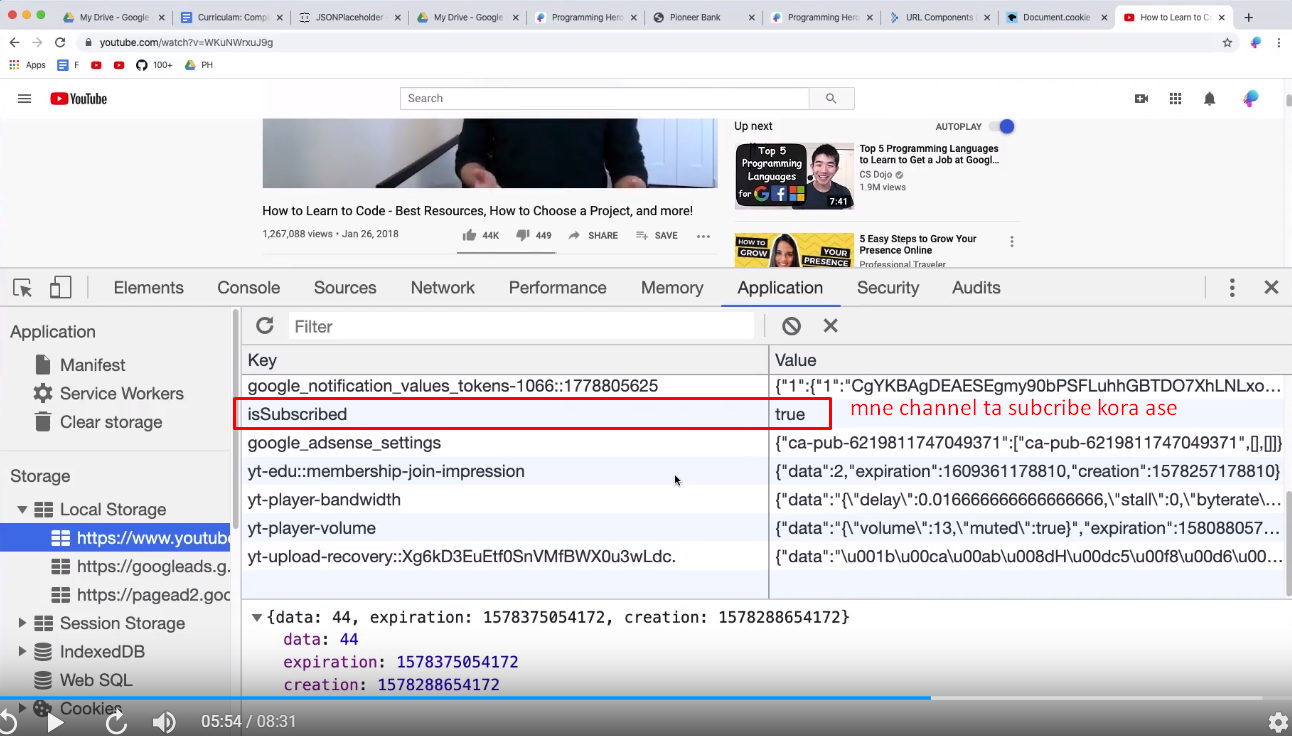 My Drive - Google
Curriculam: Compl
JSONPlaceholder
My Drive - Google
Programming Hero
Pioneer Bank
Programming Hero
URL Components
Document.cookie
How to Learn to Co
youtube.com/watch?v=WKuNWrxuJ9g
Apps
F
100+
PH
YouTube
Search
Up next
AUTOPLAY
Top 5
Programming
Languages
for G f
7:41
Top 5 Programming Languages
to Learn to Get a Job at Googl...
CS Dojo
1.9M views
How to Learn to Code - Best Resources, How to Choose a Project, and more!
1,267,088 views • Jan 26, 2018
44K
449
SHARE
SAVE
HOW TO
GROW
YOUR
PRESENCE
5 Easy Steps to Grow Your
Presence Online
Professional Traveler
Elements
Console
Sources
Network
Performance
Memory
Application
Security
Audits
Application
Manifest
Service Workers
Clear storage
Storage
Local Storage
https://www.youtube
https://googleads.g.
https://pagead2.goo
Session Storage
IndexedDB
Web SQL
Cookies
Filter
Key Value
google_notification_values_tokens-1066::1778805625 {"1":{"1":"CgYKBAgDEAESEgmy90bPSFLuhhGBTDO7XhLNLxo...
isSubscribed true mne channel ta subcribe kora ase
google_adsense_settings {"ca-pub-6219811747049371":["ca-pub-6219811747049371",[],[]]}
yt-edu::membership-join-impression {"data":2,"expiration":1609361178810,"creation":1578257178810}
yt-player-bandwidth {"data":"{\"delay\":0.016666666666666666,\"stall\":0,\"byterate\...
yt-player-volume {"data":"{\"volume\":13,\"muted\":true}","expiration":158088057...
yt-upload-recovery::Xg6kD3EuEtf0SnVMfBWX0u3wLdc. {"data":"\u001b\u00ca\u00ab\u008dH\u00dc5\u00f8\u00d6\u00...
{data: 44, expiration: 1578375054172, creation: 1578288654172}
data: 44
expiration: 1578375054172
creation: 1578288654172
05:54 / 08:31